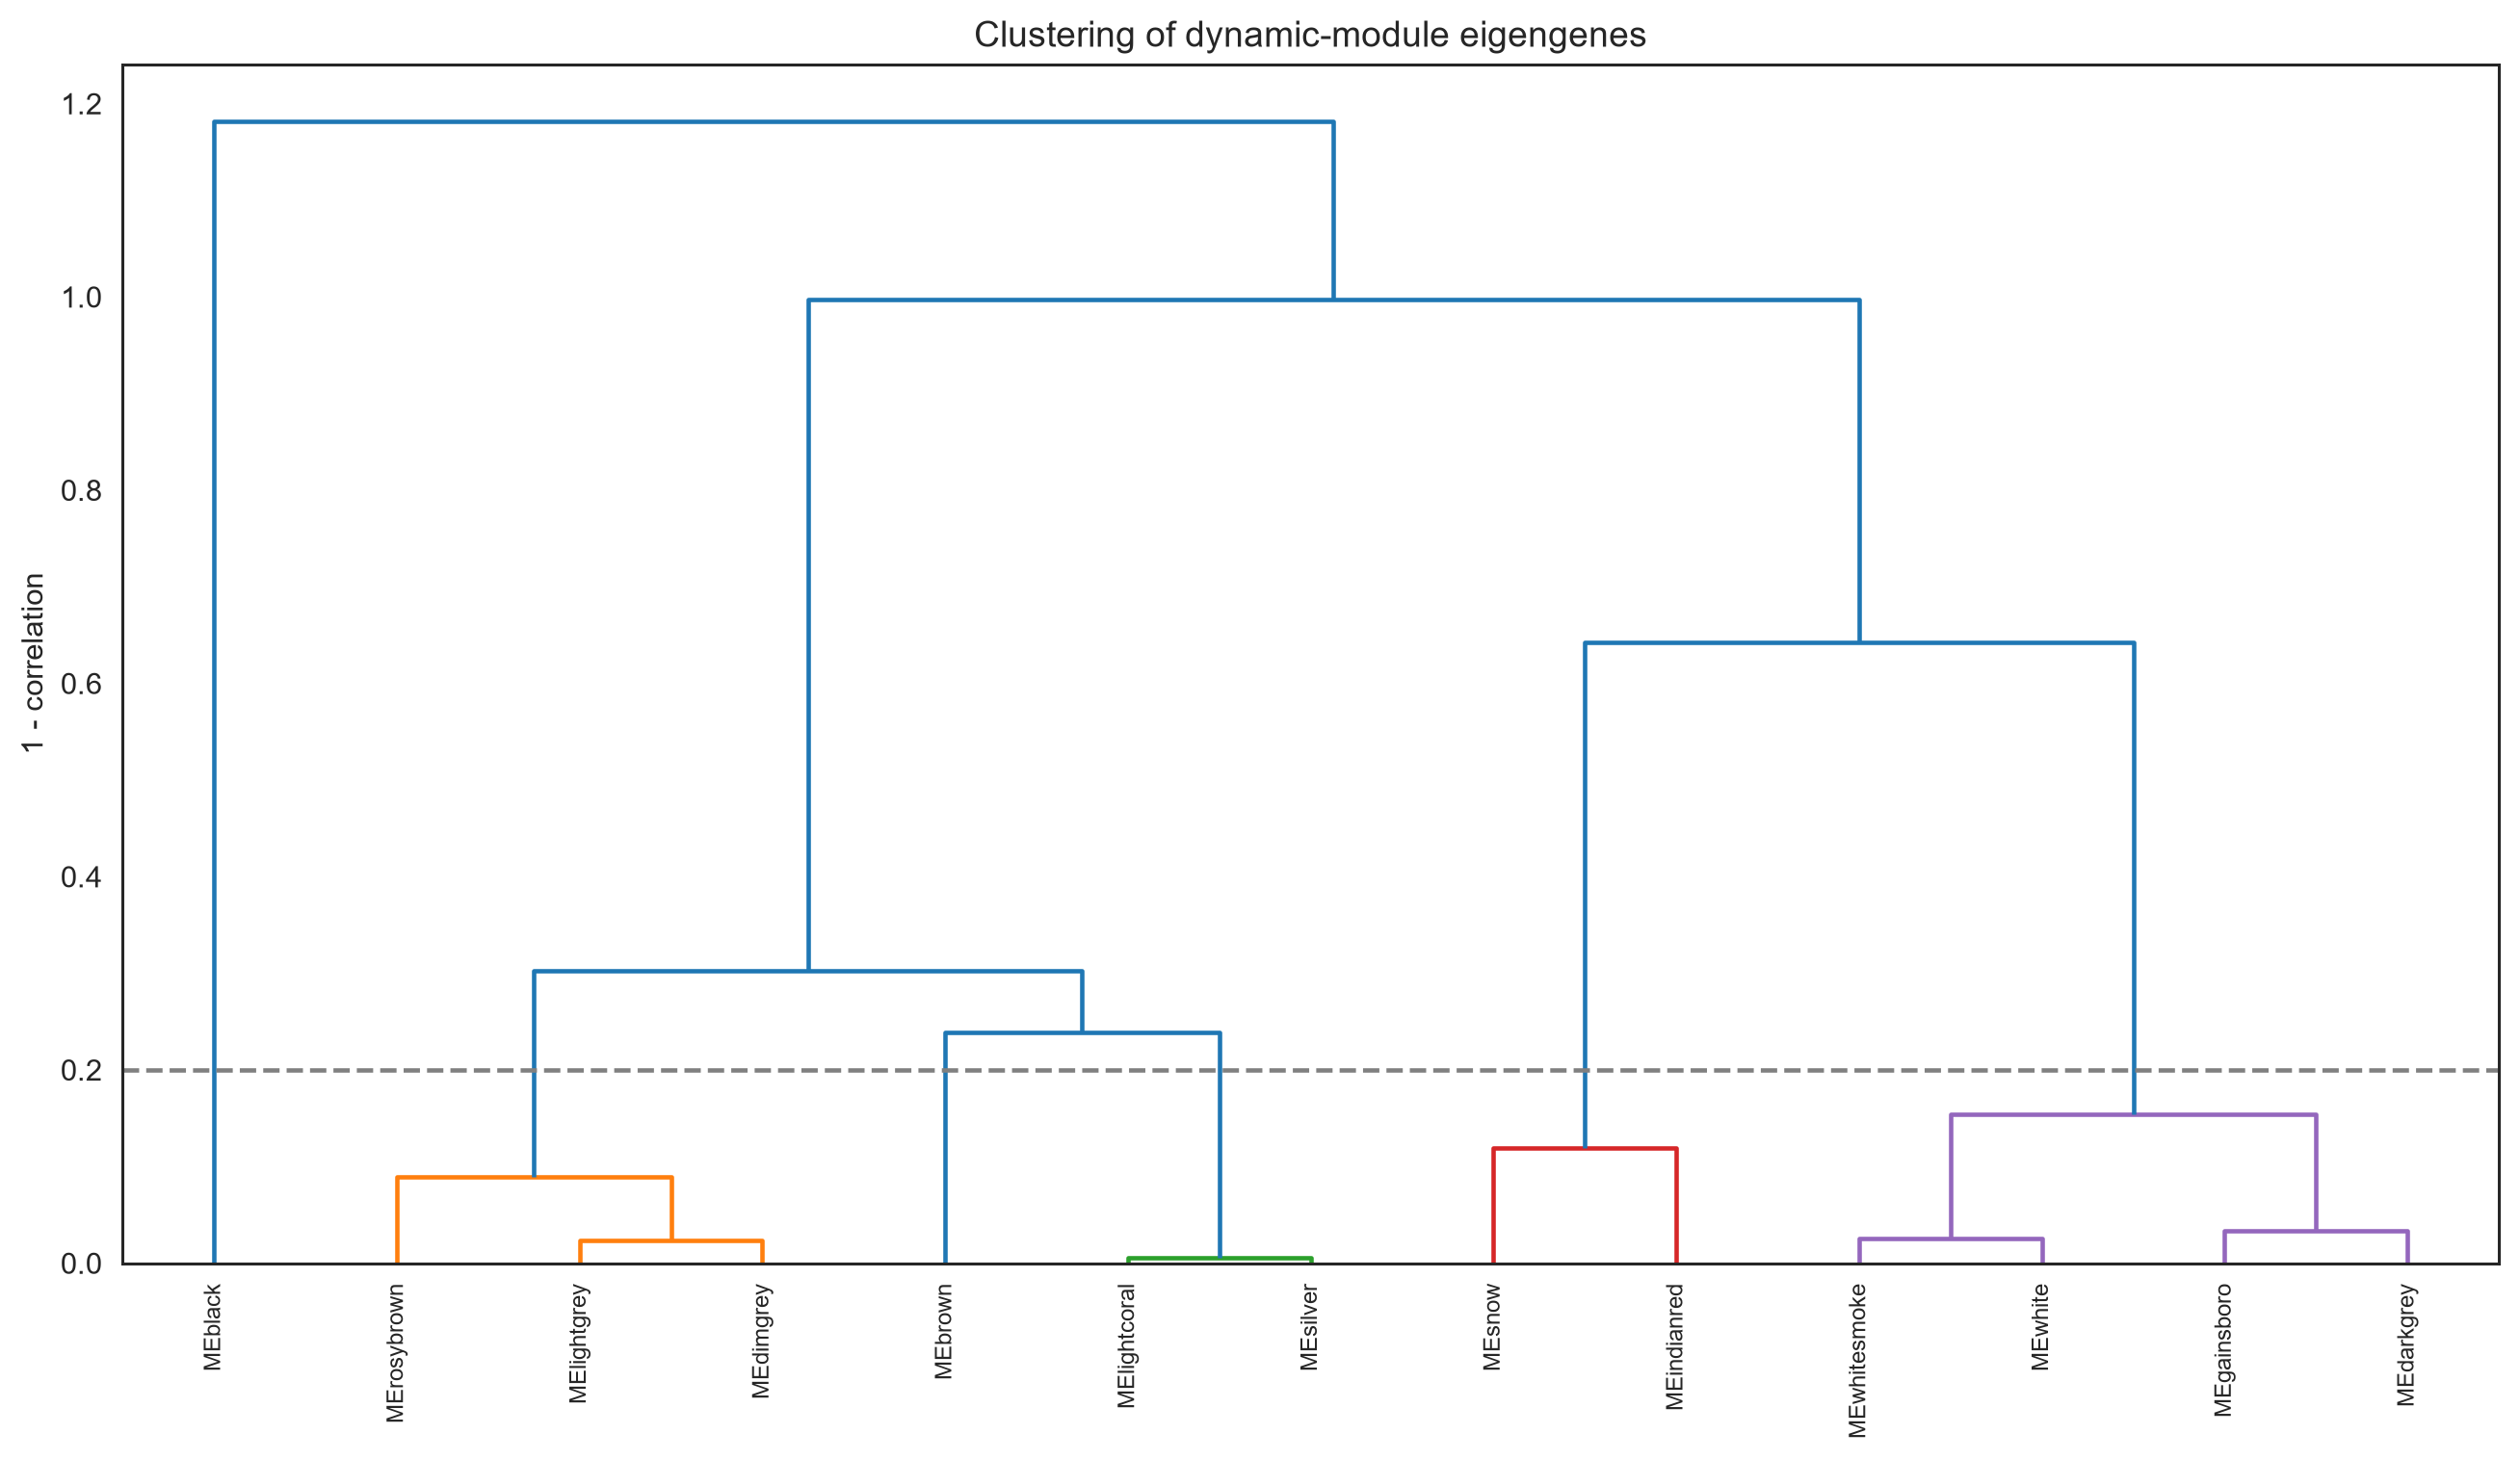 Clustering of dynamic-module eigengenes
1.2
1.0
0.8
0.6
0.4
0.2
0.0
1 - correlation
MEblack
MErosybrown
MElightgrey
MEdimgrey
MEbrown
MElightcoral
MEsilver
MEsnow
MEindianred
MEwhitesmoke
MEwhite
MEgainsboro
MEdarkgrey